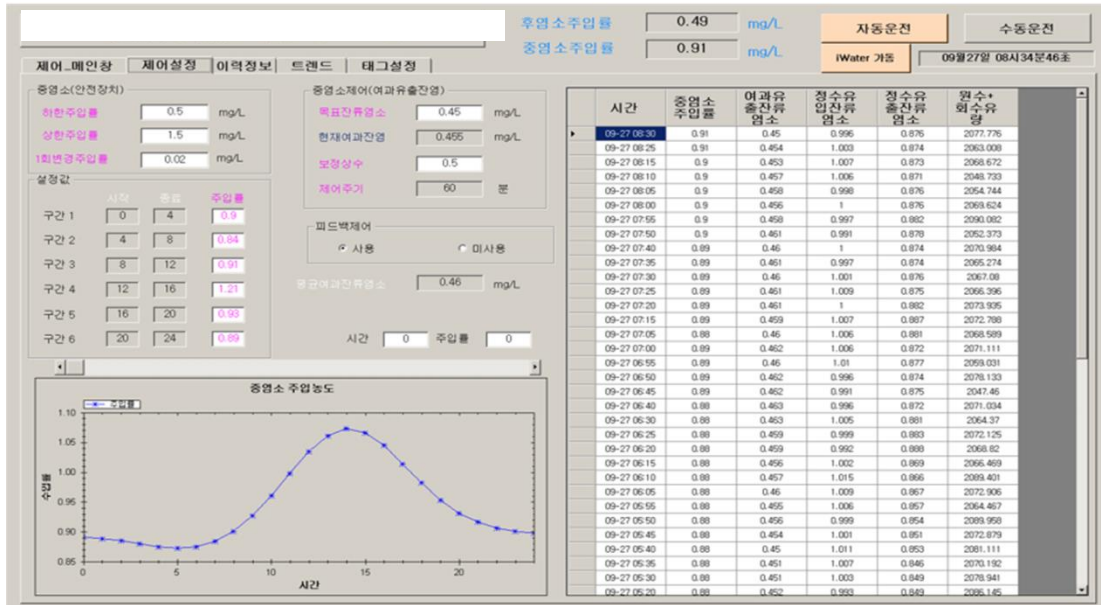 후염소주입률 0.49 mg/L
중염소주입률 0.91 mg/L
자동운전 수동운전
iWater 가동 09월27일 08시34분46초
제어_메인창 제어설정 이력정보 트렌드 태그설정
중염소(안전장치)
하한주입률 0.5 mg/L
상한주입률 1.5 mg/L
1회변경주입률 0.02 mg/L
설정값
시작 종료 주입률
구간 1 0 4 0.9
구간 2 4 8 0.84
구간 3 8 12 0.91
구간 4 12 16 1.21
구간 5 16 20 0.93
구간 6 20 24 0.89
중염소제어(여과유출잔염)
목표잔류염소 0.45 mg/L
현재여과잔염 0.455 mg/L
보정상수 0.5
제어주기 60 분
피드백제어
사용 미사용
평균여과잔류염소 0.46 mg/L
시간 0 주입률 0
중염소 주입농도
주입률
1.10
1.05
1.00
0.95
0.90
0.85
0 5 10 15 20
시간
시간 중염소 주입률 여과유출잔류염소 정수유입잔류염소 정수유출잔류염소 원수+회수유량
09-27 08:30 0.91 0.45 0.996 0.876 2077.776
09-27 08:25 0.91 0.454 1.003 0.874 2063.008
09-27 08:15 0.9 0.453 1.007 0.873 2068.672
09-27 08:10 0.9 0.457 1.006 0.871 2048.733
09-27 08:05 0.9 0.458 0.998 0.876 2054.744
09-27 08:00 0.9 0.456 1 0.876 2069.624
09-27 07:55 0.9 0.458 0.997 0.882 2090.082
09-27 07:50 0.9 0.461 0.991 0.878 2052.373
09-27 07:40 0.89 0.46 1 0.874 2070.984
09-27 07:35 0.89 0.461 0.997 0.874 2065.274
09-27 07:30 0.89 0.46 1.001 0.876 2067.08
09-27 07:25 0.89 0.461 1.009 0.875 2066.396
09-27 07:20 0.89 0.461 1 0.882 2073.935
09-27 07:15 0.89 0.459 1.007 0.887 2072.788
09-27 07:05 0.88 0.46 1.006 0.881 2068.589
09-27 07:00 0.89 0.462 1.006 0.872 2071.111
09-27 06:55 0.89 0.46 1.01 0.877 2059.031
09-27 06:50 0.89 0.462 0.996 0.874 2078.133
09-27 06:45 0.89 0.462 0.991 0.875 2047.46
09-27 06:40 0.88 0.463 0.996 0.872 2071.034
09-27 06:30 0.88 0.463 1.005 0.881 2064.37
09-27 06:25 0.88 0.459 0.999 0.883 2072.125
09-27 06:20 0.88 0.459 0.992 0.888 2068.82
09-27 06:15 0.88 0.456 1.002 0.869 2066.469
09-27 06:10 0.88 0.457 1.015 0.866 2089.401
09-27 06:05 0.88 0.46 1.009 0.867 2072.906
09-27 05:55 0.88 0.455 1.006 0.857 2064.467
09-27 05:50 0.88 0.456 0.999 0.854 2089.958
09-27 05:45 0.88 0.454 1.001 0.851 2072.879
09-27 05:40 0.88 0.45 1.011 0.853 2081.111
09-27 05:35 0.88 0.451 1.007 0.846 2070.192
09-27 05:30 0.88 0.451 1.003 0.849 2078.941
09-27 05:20 0.88 0.452 0.993 0.849 2086.145